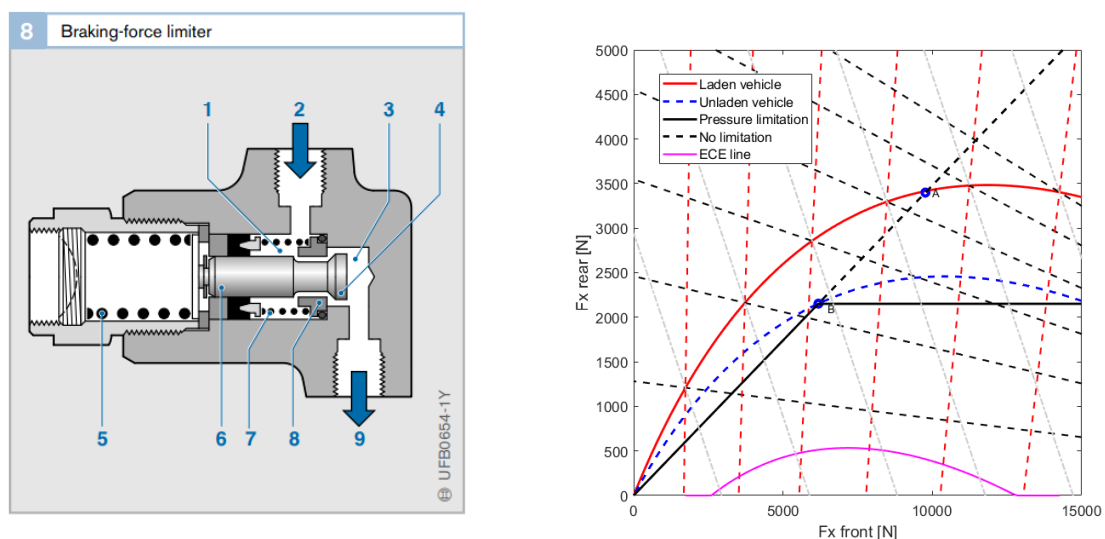 8 Braking-force limiter
1 2 3 4
5 6 7 8 9
UFB0654-1Y
5000
4500
4000
3500
3000
2500
2000
1500
1000
500
0
Fx rear [N]
Laden vehicle
Unladen vehicle
Pressure limitation
No limitation
ECE line
A
B
0 5000 10000 15000
Fx front [N]